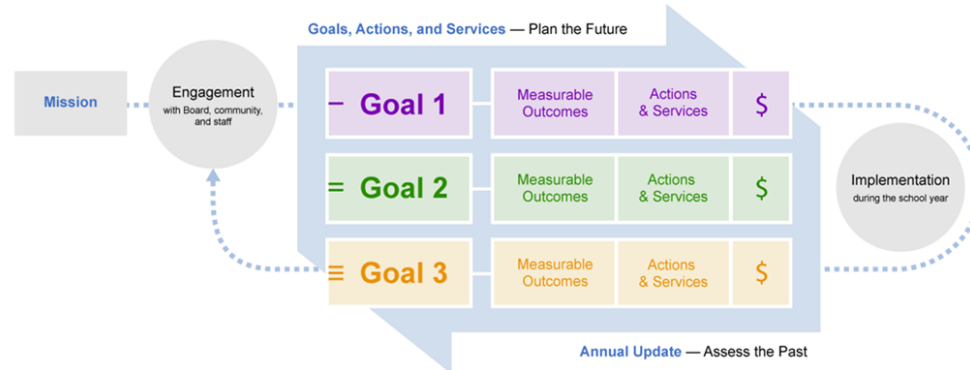 Goals, Actions, and Services — Plan the Future
Mission
Engagement
with Board, community,
and staff
Goal 1
Measurable
Outcomes
Actions
& Services
$
Goal 2
Measurable
Outcomes
Actions
& Services
$
Goal 3
Measurable
Outcomes
Actions
& Services
$
Implementation
during the school year
Annual Update — Assess the Past